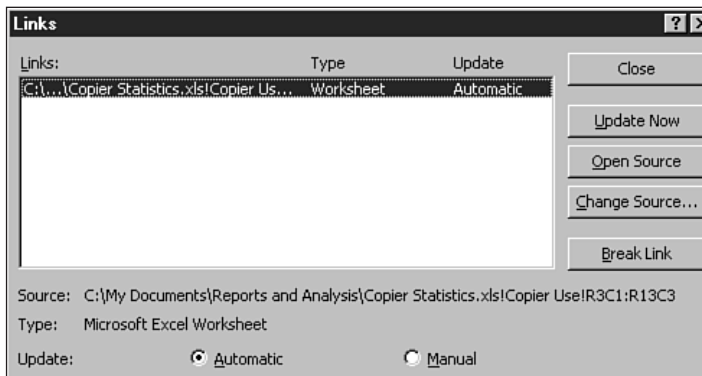 Links
Links: Type Update
C:\...\Copier Statistics.xls!Copier Us... Worksheet Automatic
Close
Update Now
Open Source
Change Source...
Break Link
Source: C:\My Documents\Reports and Analysis\Copier Statistics.xls!Copier Use!R3C1:R13C3
Type: Microsoft Excel Worksheet
Update: Automatic Manual